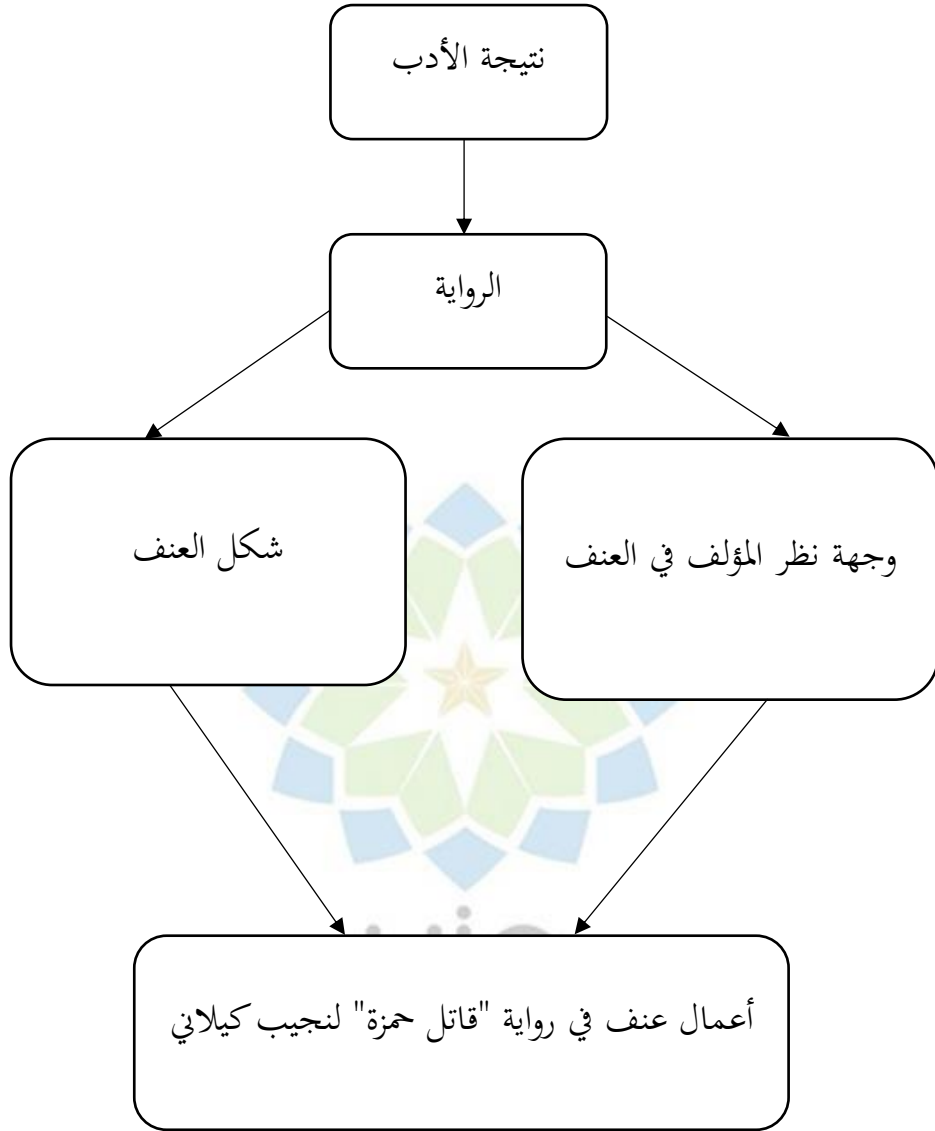 نتيجة الأدب
الرواية
وجهة نظر المؤلف في العنف
شكل العنف
أعمال عنف في رواية "قاتل حمزة" لنجيب كيلاني